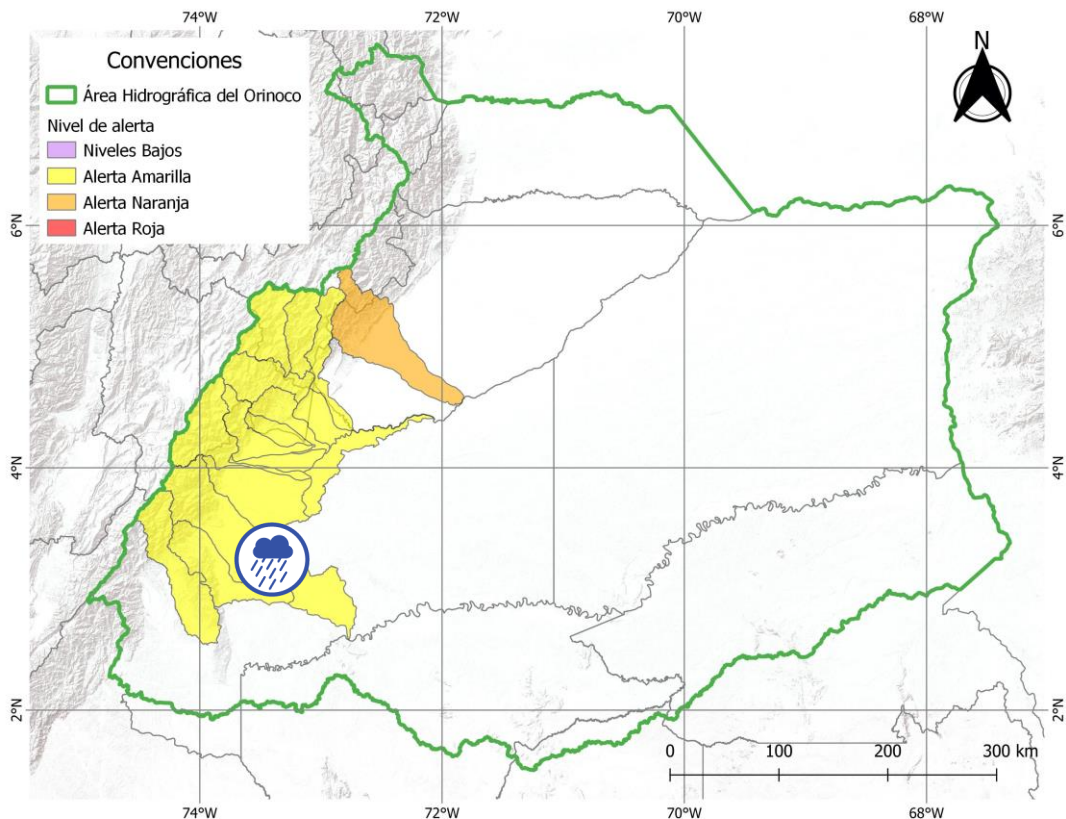 74°W 72°W 70°W 68°W
Convenciones
Área Hidrográfica del Orinoco
Nivel de alerta
Niveles Bajos
Alerta Amarilla
Alerta Naranja
Alerta Roja
N
6°N 6°N
4°N 4°N
2°N 2°N
0 100 200 300 km
74°W 72°W 70°W 68°W